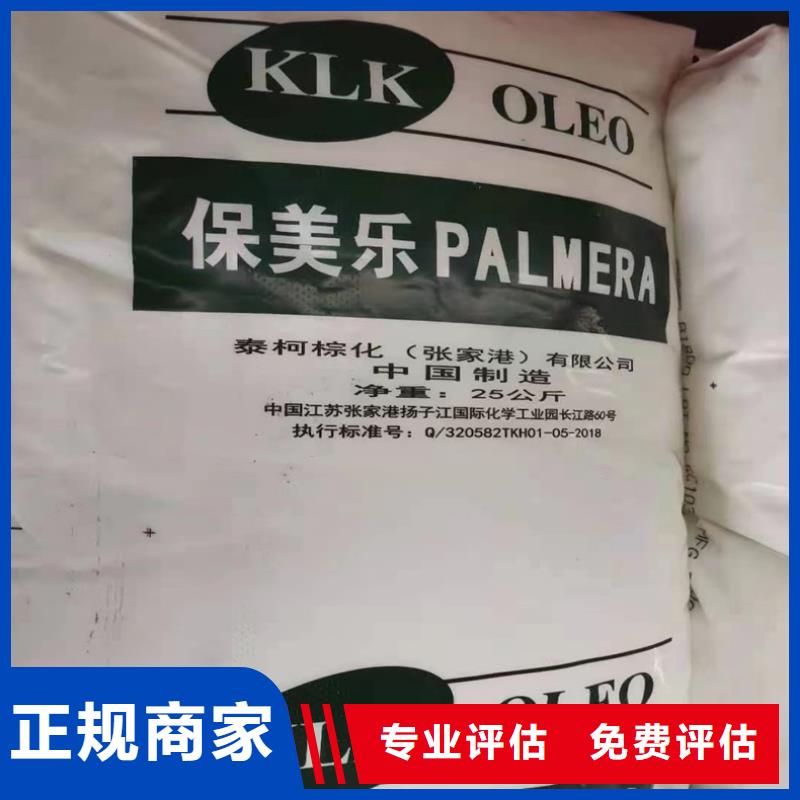 KLK OLEO
保美乐PALMERA
泰柯棕化（张家港）有限公司
中国制造
净重：25公斤
中国江苏张家港扬子江国际化学工业园长江路60号
执行标准号：Q/320582TKH01-05-2018
KLK OLEO
正规商家
专业评估 免费评估